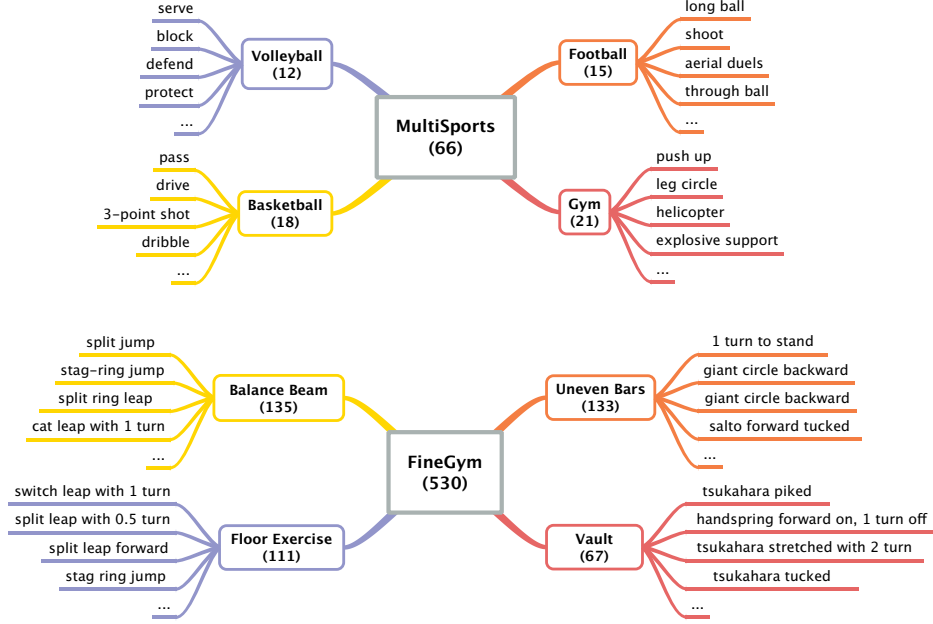 serve
block
defend
protect
...
Volleyball
(12)
long ball
shoot
aerial duels
through ball
...
Football
(15)
MultiSports
(66)
pass
drive
3-point shot
dribble
...
Basketball
(18)
push up
leg circle
helicopter
explosive support
...
Gym
(21)
split jump
stag-ring jump
split ring leap
cat leap with 1 turn
...
Balance Beam
(135)
1 turn to stand
giant circle backward
giant circle backward
salto forward tucked
...
Uneven Bars
(133)
FineGym
(530)
switch leap with 1 turn
split leap with 0.5 turn
split leap forward
stag ring jump
...
Floor Exercise
(111)
tsukahara piked
handspring forward on, 1 turn off
tsukahara stretched with 2 turn
tsukahara tucked
...
Vault
(67)